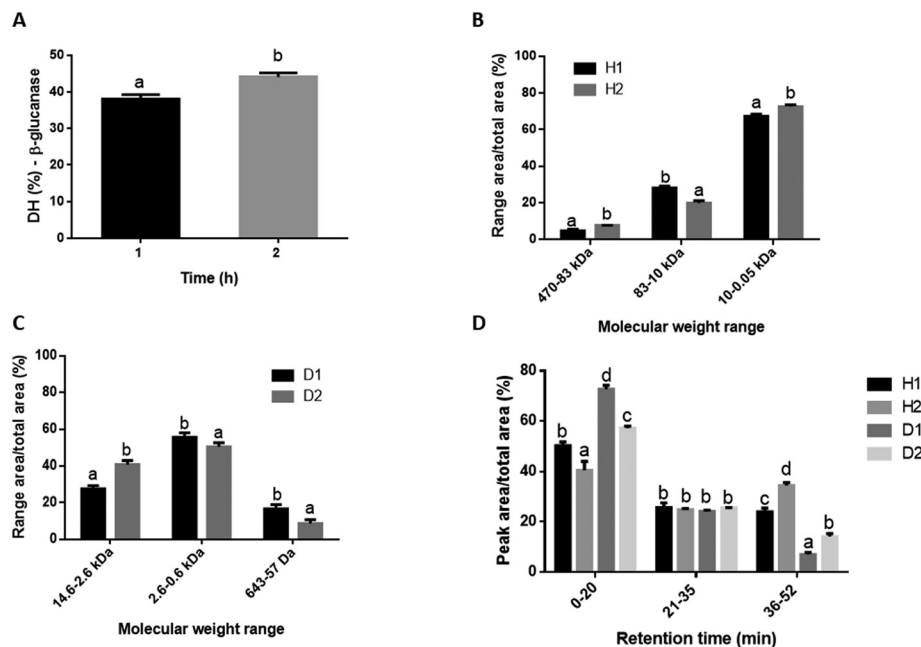 A
DH (%) - β-glucanase
50
40
30
20
10
0
a
b
1
2
Time (h)
B
Range area/total area (%)
100
80
60
40
20
0
H1
H2
a
b
b
a
a
b
470-83 kDa
83-10 kDa
10-0.05 kDa
Molecular weight range
C
Range area/total area (%)
100
80
60
40
20
0
D1
D2
a
b
b
a
b
a
14.6-2.6 kDa
2.6-0.6 kDa
643-57 Da
Molecular weight range
D
Peak area/total area (%)
80
60
40
20
0
H1
H2
D1
D2
b
a
d
c
b
b
b
b
c
d
a
b
0-20
21-35
36-52
Retention time (min)